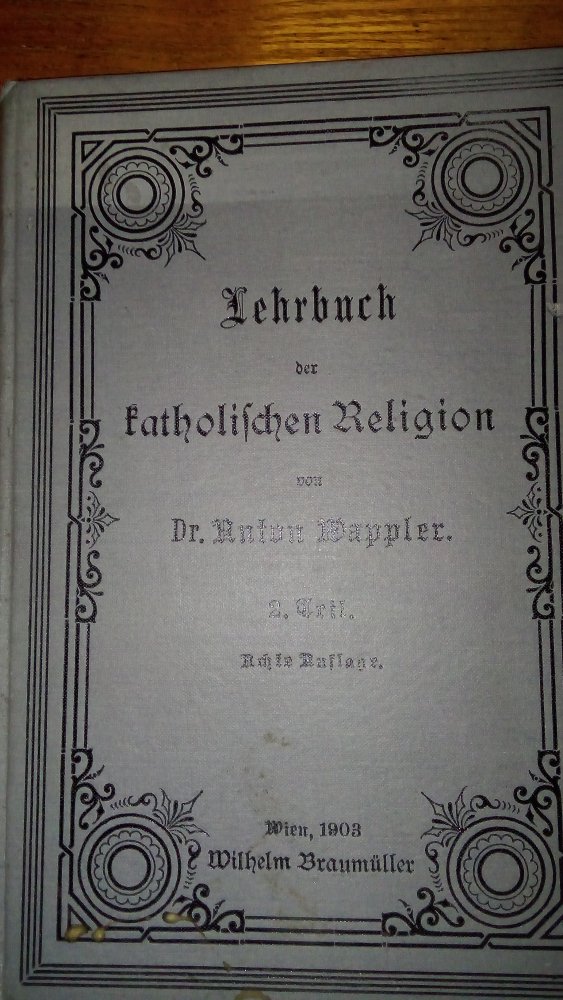 Lehrbuch
der
katholiſchen Religion
von
Dr. Anton Wappler.
2. Teil.
Achte Auflage.
Wien, 1903
Wilhelm Braumüller